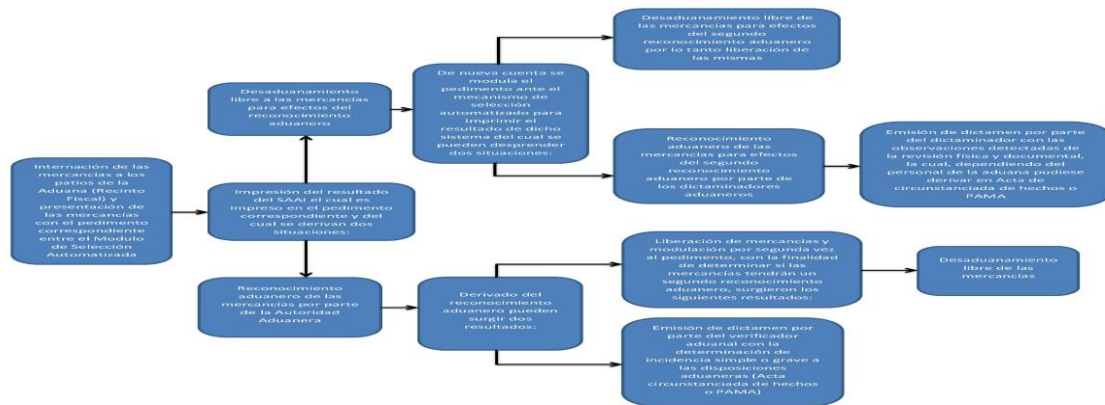 Internación de las
mercancías a los patios de la
Aduana (Recinto
Fiscal) y
presentación de
las mercancías
con el pedimento
correspondiente
entre el Modulo
de Selección
Automatizada
Desaduanamiento
libre a las mercancías
para efectos del
reconocimiento
aduanero
Impresión del resultado
del SAAI el cual es
impreso en el pedimento
correspondiente y del
cual se derivan dos
situaciones:
Reconocimiento
aduanero de las
mercancías por parte
de la Autoridad
Aduanera
De nueva cuenta se
modula el
pedimento ante el
mecanismo de
selección
automatizado para
imprimir el
resultado de dicho
sistema del cual se
pueden desprender
dos situaciones:
Derivado del
reconocimiento
aduanero pueden
surgir dos
resultados:
Desaduanamiento libre de
las mercancías para efectos
del segundo
reconocimiento aduanero
por lo tanto liberación de
las mismas
Reconocimiento
aduanero de las
mercancías para
efectos del
segundo
reconocimiento
aduanero por
parte de los
dictaminadores
aduaneros
Emisión de dictamen por parte
del dictaminador con las
observaciones detectadas de
la revisión física y documental,
la cual, dependiendo del
personal de la aduana pudiese
derivar en Acta de
circunstanciada de hechos o
PAMA
Liberación de mercancías y
modulación por segunda vez al
pedimento, con la finalidad de
determinar si las
mercancías tendrán un
segundo reconocimiento
aduanero, surgieron los
siguientes resultados:
Desaduanamiento
libre de las
mercancías
Emisión de dictamen por
parte del verificador
aduanal con la
determinación de
incidencia simple o grave a
las disposiciones
aduaneras (Acta
circunstanciada de hechos
o PAMA)